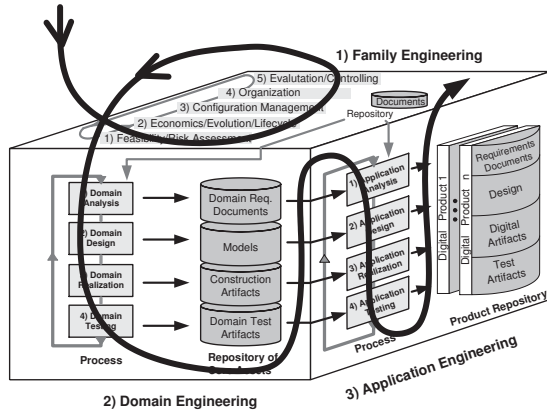 1) Family Engineering
5) Evalutation/Controlling
4) Organization
3) Configuration Management
2) Economics/Evolution/Lifecycle
1) Feasibility/Risk Assessment
Documents
Repository
Domain
Analysis
2) Domain
Design
Domain
Realization
4) Domain
Testing
Process
Domain Req.
Documents
Models
Construction
Artifacts
Domain Test
Artifacts
Repository of
2) Domain Engineering
1) Application
Analysis
2) Application
Design
3) Application
Realization
4) Application
Testing
Process
3) Application Engineering
Digital Product 1
Digital Product n
Requirements
Documents
Design
Digital
Artifacts
Test
Artifacts
Product Repository